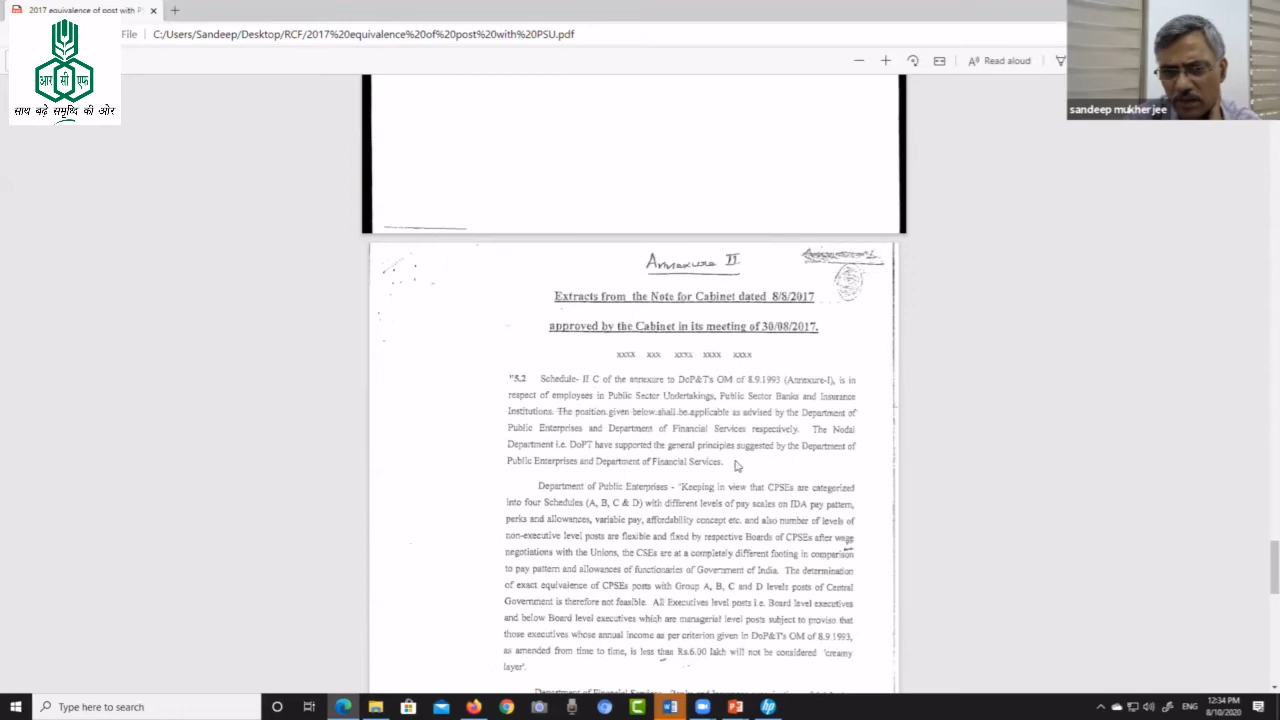 2017 equivalence of post with P
File
C:/Users/Sandeep/Desktop/RCF/2017%20equivalence%20of%20post%20with%20PSU.pdf
Read aloud
आर सी एफ
साथ बढ़े समृध्दि की ओर
sandeep mukherjee
Annexure II
Extracts from the Note for Cabinet dated 8/8/2017
approved by the Cabinet in its meeting of 30/08/2017.
xxxx xxx xxxx xxxx xxxx
"5.2 Schedule- II C of the annexure to DoP&T's OM of 8.9.1993 (Annexure-I), is in
respect of employees in Public Sector Undertakings, Public Sector Banks and Insurance
Institutions. The position given below shall be applicable as advised by the Department of
Public Enterprises and Department of Financial Services respectively. The Nodal
Department i.e. DoPT have supported the general principles suggested by the Department of
Public Enterprises and Department of Financial Services.
Department of Public Enterprises - 'Keeping in view that CPSEs are categorized
into four Schedules (A, B, C & D) with different levels of pay scales on IDA pay pattern,
perks and allowances, variable pay, affordability concept etc. and also number of levels of
non-executive level posts are flexible and fixed by respective Boards of CPSEs after wage
negotiations with the Unions, the CSEs are at a completely different footing in comparison
to pay pattern and allowances of functionaries of Government of India. The determination
of exact equivalence of CPSEs posts with Group A, B, C and D levels posts of Central
Government is therefore not feasible. All Executives level posts i.e. Board level executives
and below Board level executives which are managerial level posts subject to proviso that
those executives whose annual income as per criterion given in DoP&T's OM of 8.9.1993,
as amended from time to time, is less than Rs.6.00 lakh will not be considered 'creamy
layer'.
Department of Financial Services
Type here to search
ENG
12:34 PM
8/10/2020